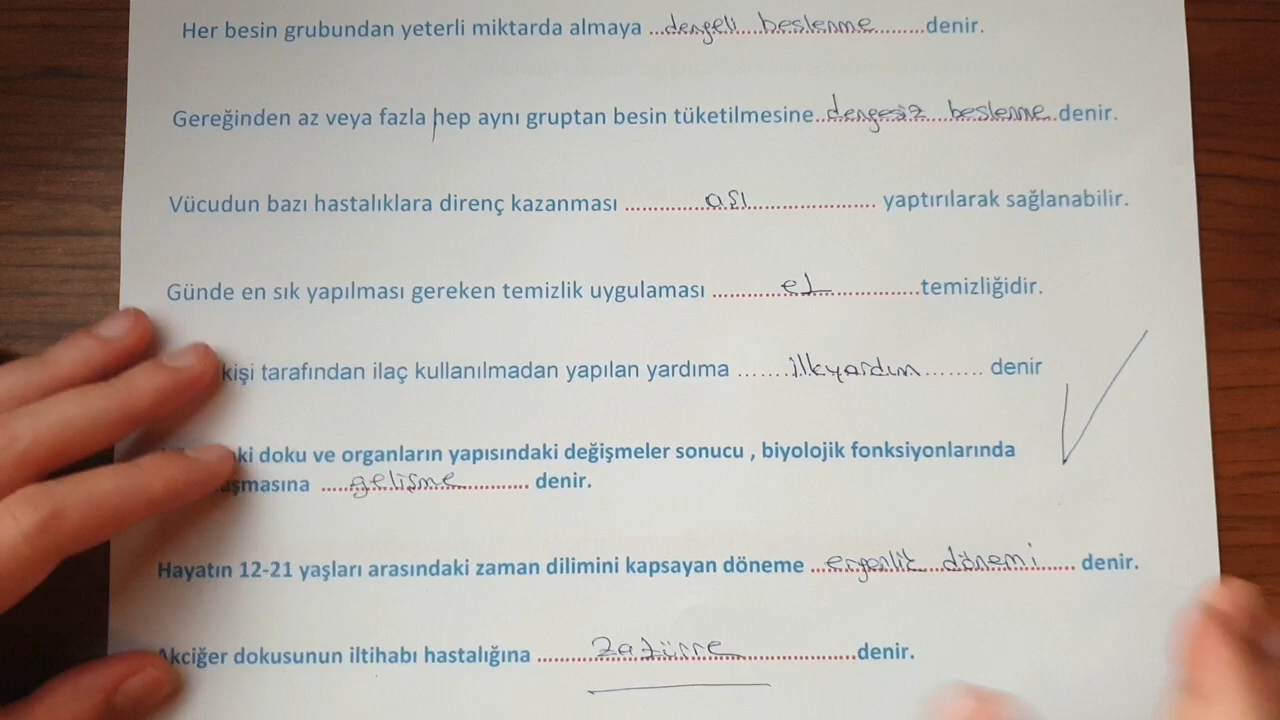 Her besin grubundan yeterli miktarda almaya ...dengeli...beslenme.........denir.
Gereğinden az veya fazla hep aynı gruptan besin tüketilmesine..dengesiz...beslenme.denir.
Vücudun bazı hastalıklara direnç kazanması ............aşı................... yaptırılarak sağlanabilir.
Günde en sık yapılması gereken temizlik uygulaması ............el...............temizliğidir.
kişi tarafından ilaç kullanılmadan yapılan yardıma ......ilkyardım........ denir
doku ve organların yapısındaki değişmeler sonucu , biyolojik fonksiyonlarında
.....gelişme........... denir.
Hayatın 12-21 yaşları arasındaki zaman dilimini kapsayan döneme ...ergenlik...dönemi...... denir.
Akciğer dokusunun iltihabı hastalığına .........zatürre...................denir.